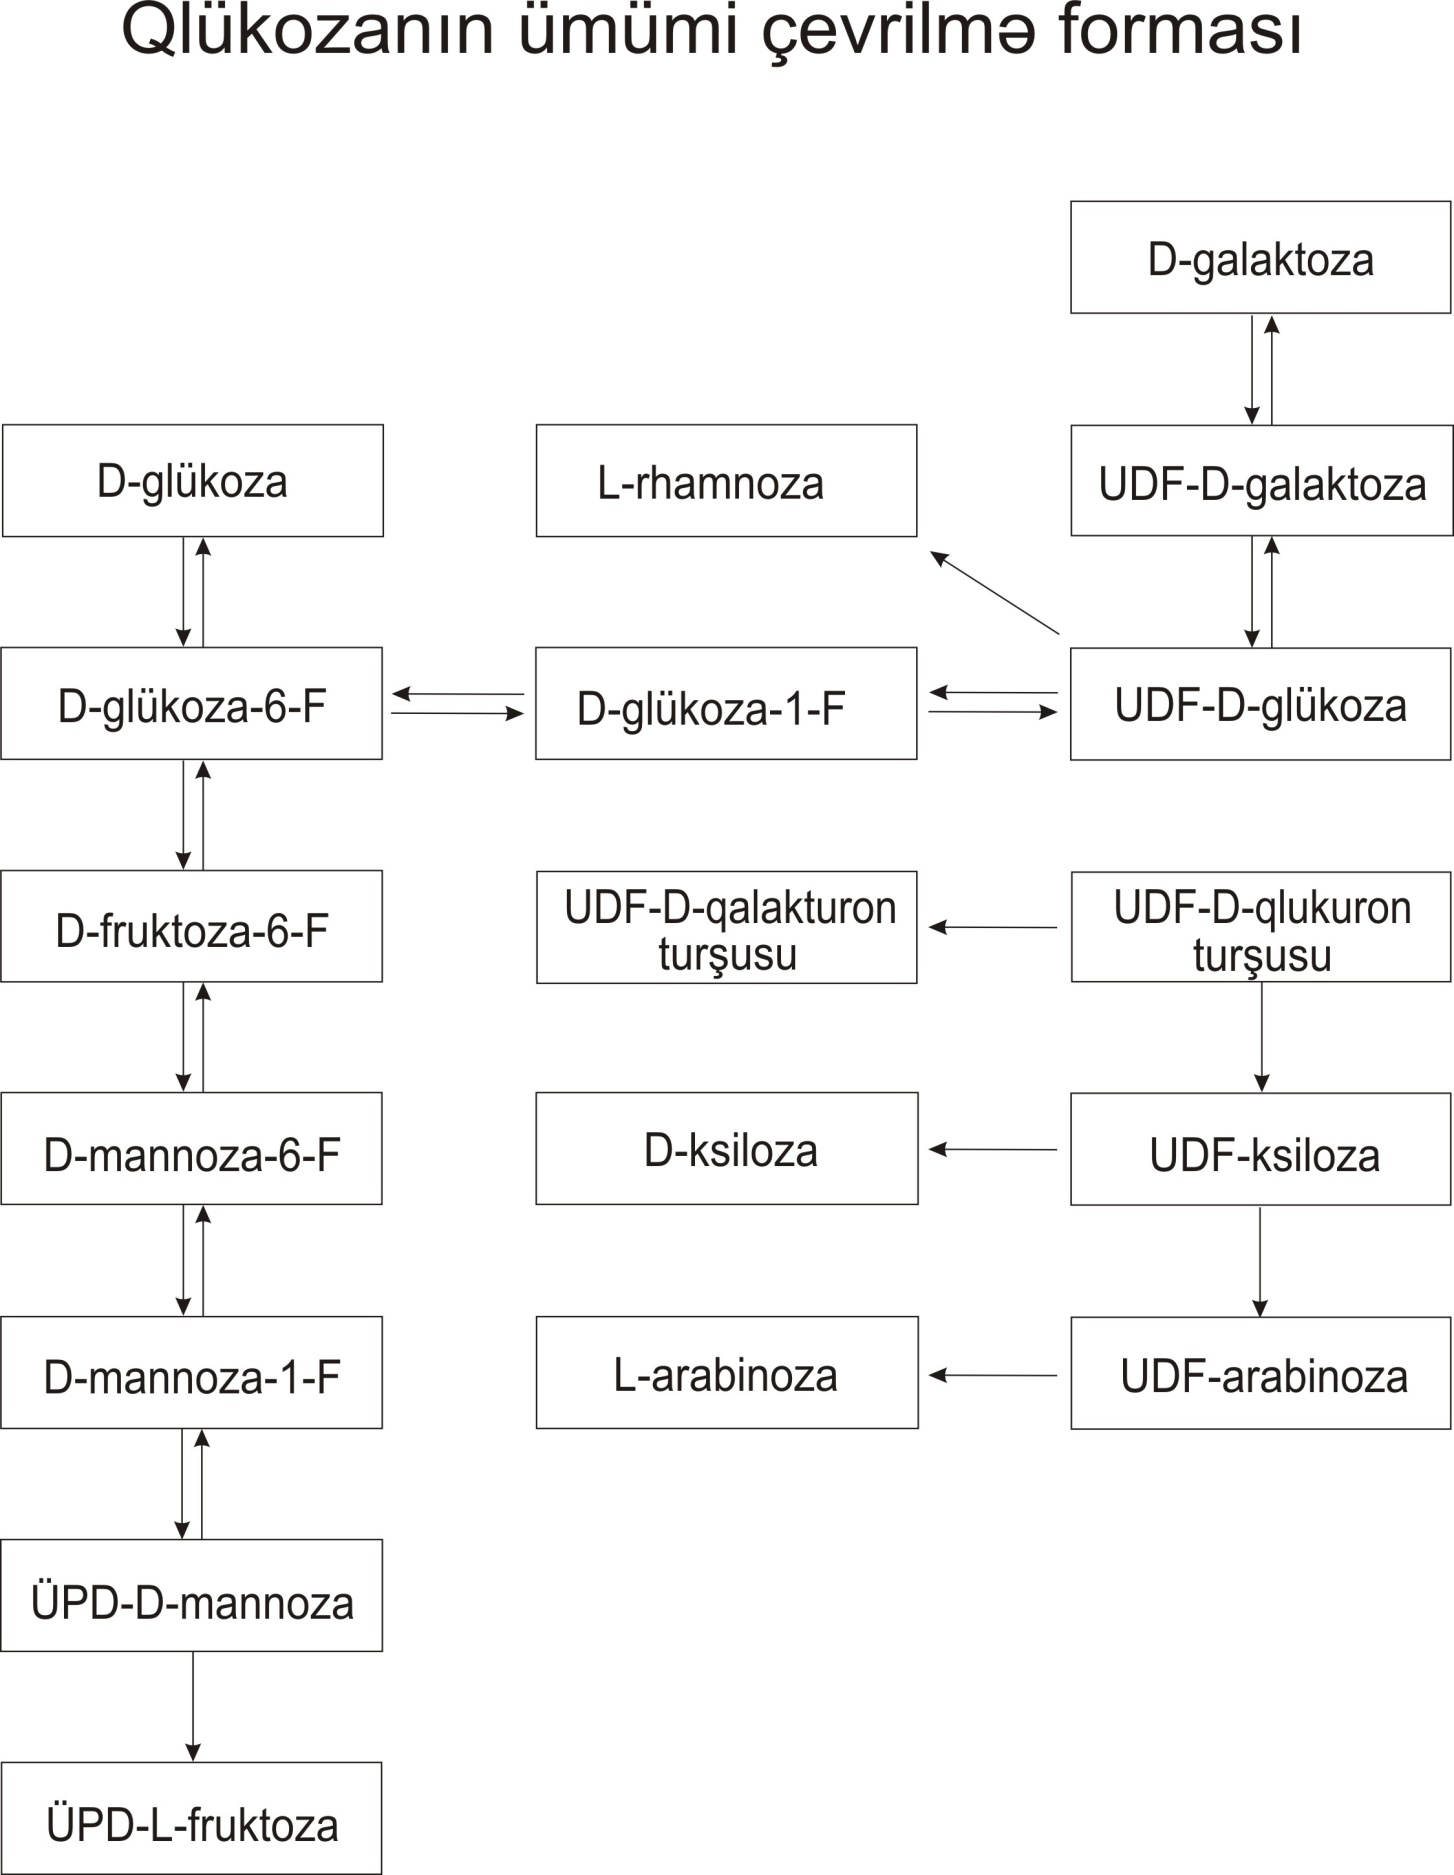 Qlükozanın ümümi çevrilmə forması
D-galaktoza
D-glükoza
L-rhamnoza
UDF-D-galaktoza
D-glükoza-6-F
D-glükoza-1-F
UDF-D-glükoza
D-fruktoza-6-F
UDF-D-qalakturon
turşusu
UDF-D-qlukuron
turşusu
D-mannoza-6-F
D-ksiloza
UDF-ksiloza
D-mannoza-1-F
L-arabinoza
UDF-arabinoza
ÜPD-D-mannoza
ÜPD-L-fruktoza